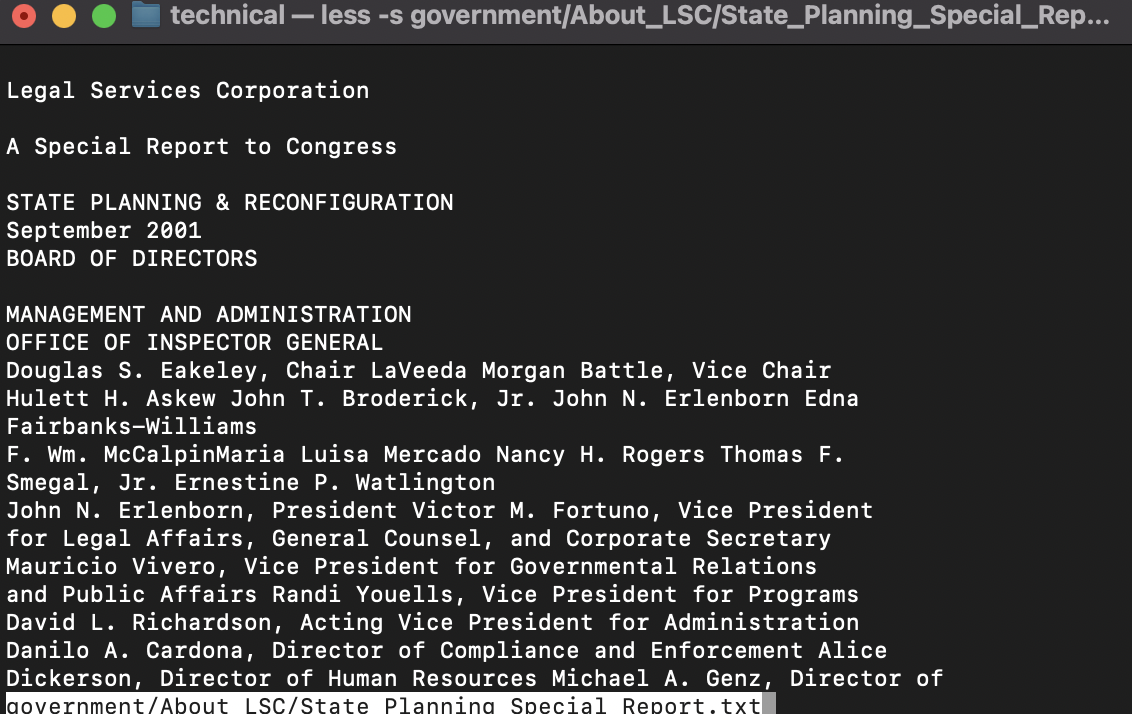 technical — less -s government/About_LSC/State_Planning_Special_Rep...
Legal Services Corporation
A Special Report to Congress
STATE PLANNING & RECONFIGURATION
September 2001
BOARD OF DIRECTORS
MANAGEMENT AND ADMINISTRATION
OFFICE OF INSPECTOR GENERAL
Douglas S. Eakeley, Chair LaVeeda Morgan Battle, Vice Chair
Hulett H. Askew John T. Broderick, Jr. John N. Erlenborn Edna
Fairbanks-Williams
F. Wm. McCalpinMaria Luisa Mercado Nancy H. Rogers Thomas F.
Smegal, Jr. Ernestine P. Watlington
John N. Erlenborn, President Victor M. Fortuno, Vice President
for Legal Affairs, General Counsel, and Corporate Secretary
Mauricio Vivero, Vice President for Governmental Relations
and Public Affairs Randi Youells, Vice President for Programs
David L. Richardson, Acting Vice President for Administration
Danilo A. Cardona, Director of Compliance and Enforcement Alice
Dickerson, Director of Human Resources Michael A. Genz, Director of
government/About_LSC/State_Planning_Special_Report.txt